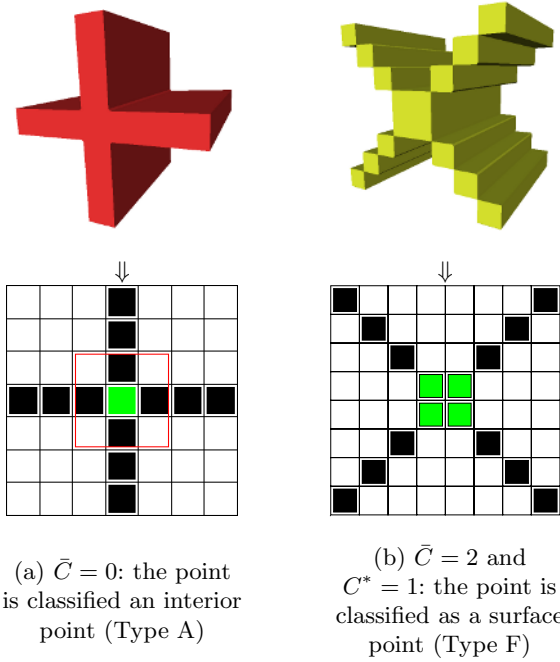 ⇓
⇓
(a) C̄ = 0: the point
is classified an interior
point (Type A)
(b) C̄ = 2 and
C* = 1: the point is
classified as a surface
point (Type F)